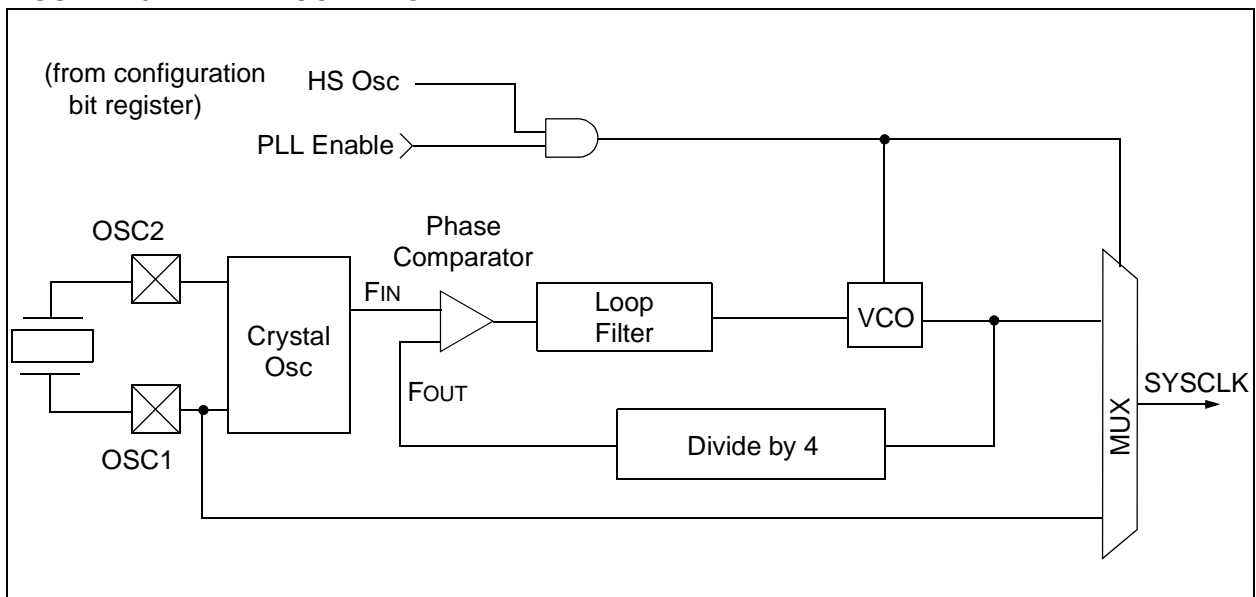 (from configuration
bit register)
HS Osc
PLL Enable
Phase
Comparator
OSC2
Crystal
Osc
FIN
Loop
Filter
VCO
SYSCLK
MUX
FOUT
Divide by 4
OSC1